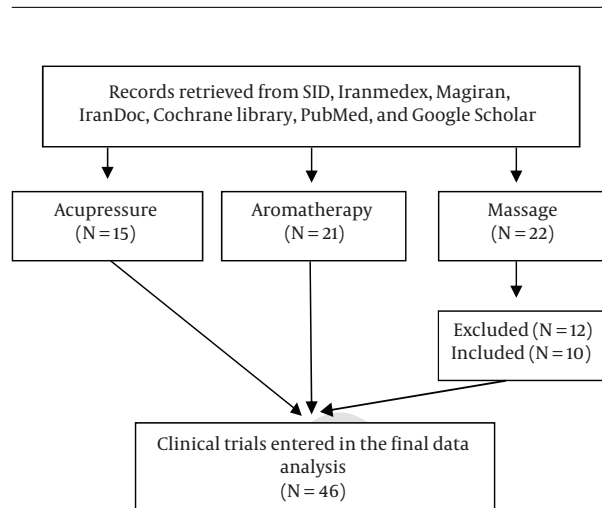 Records retrieved from SID, Iranmedex, Magiran,
IranDoc, Cochrane library, PubMed, and Google Scholar
Acupressure
(N = 15)
Aromatherapy
(N = 21)
Massage
(N = 22)
Excluded (N = 12)
Included (N = 10)
Clinical trials entered in the final data
analysis
(N = 46)